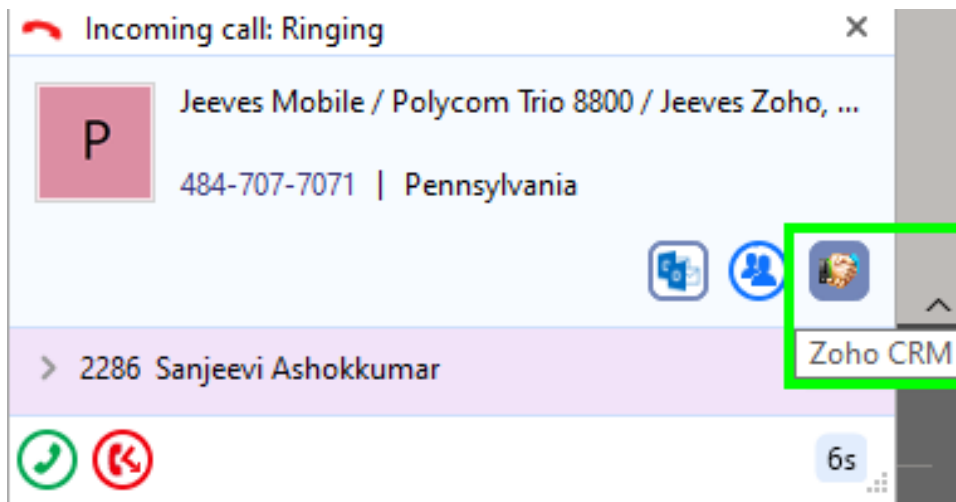 Incoming call: Ringing
Jeeves Mobile / Polycom Trio 8800 / Jeeves Zoho, ...
P
484-707-7071 | Pennsylvania
Zoho CRM
2286 Sanjeevi Ashokkumar
6s